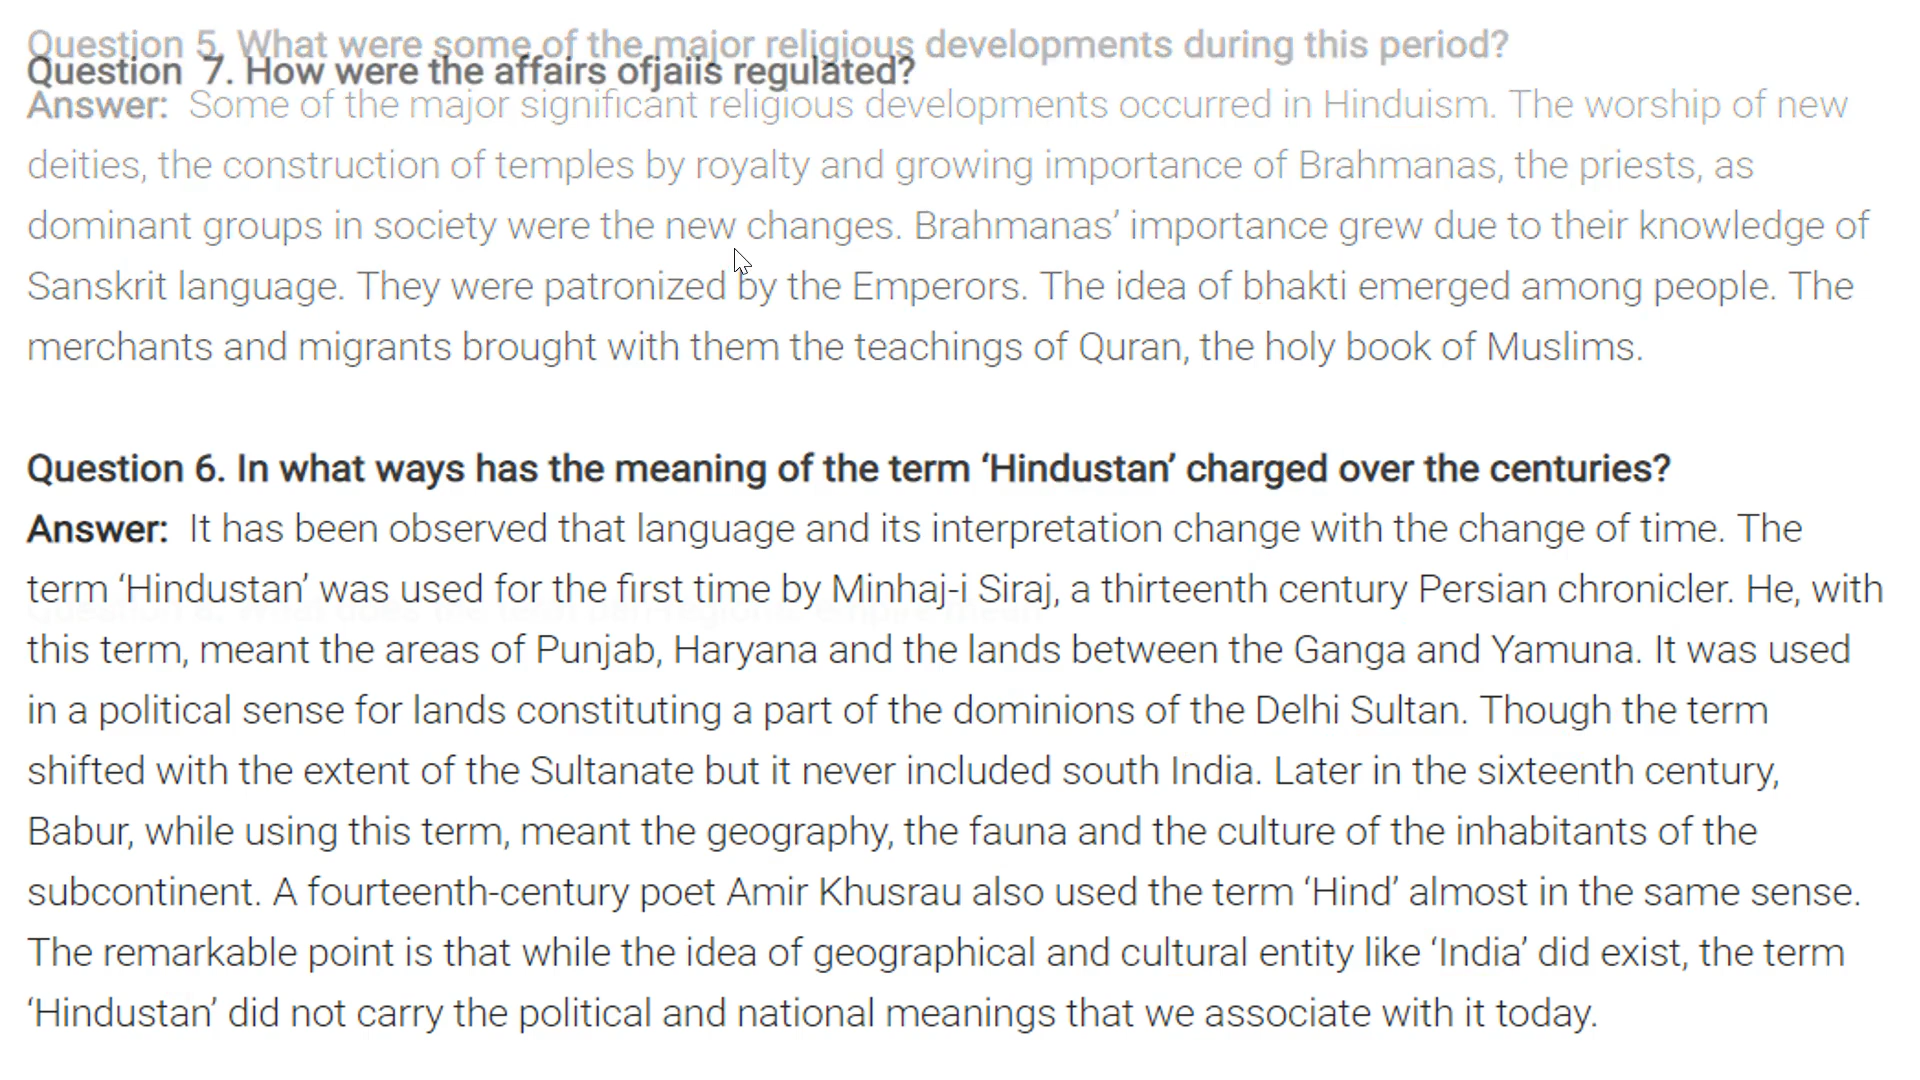 Question 5. What were some of the major religious developments during this period?
Question 7. How were the affairs ofjaiis regulated?
Answer: Some of the major significant religious developments occurred in Hinduism. The worship of new
deities, the construction of temples by royalty and growing importance of Brahmanas, the priests, as
dominant groups in society were the new changes. Brahmanas’ importance grew due to their knowledge of
Sanskrit language. They were patronized by the Emperors. The idea of bhakti emerged among people. The
merchants and migrants brought with them the teachings of Quran, the holy book of Muslims.
Question 6. In what ways has the meaning of the term ‘Hindustan’ charged over the centuries?
Answer: It has been observed that language and its interpretation change with the change of time. The
term ‘Hindustan’ was used for the first time by Minhaj-i Siraj, a thirteenth century Persian chronicler. He, with
this term, meant the areas of Punjab, Haryana and the lands between the Ganga and Yamuna. It was used
in a political sense for lands constituting a part of the dominions of the Delhi Sultan. Though the term
shifted with the extent of the Sultanate but it never included south India. Later in the sixteenth century,
Babur, while using this term, meant the geography, the fauna and the culture of the inhabitants of the
subcontinent. A fourteenth-century poet Amir Khusrau also used the term ‘Hind’ almost in the same sense.
The remarkable point is that while the idea of geographical and cultural entity like ‘India’ did exist, the term
‘Hindustan’ did not carry the political and national meanings that we associate with it today.